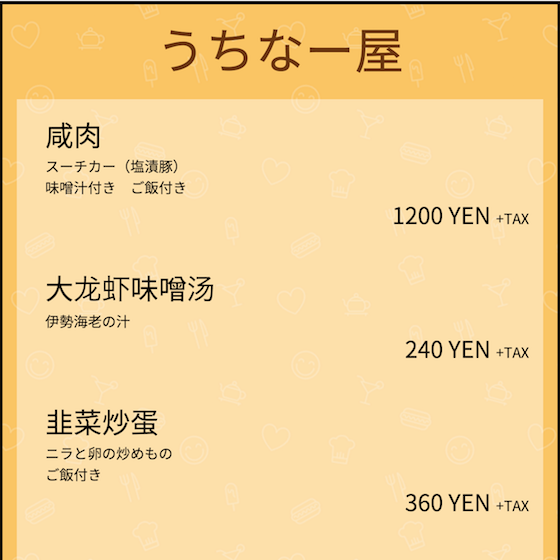 うちなー屋
咸肉
スーチカー（塩漬豚）
味噌汁付き　ご飯付き
1200 YEN +TAX
大龙虾味噌汤
伊勢海老の汁
240 YEN +TAX
韭菜炒蛋
ニラと卵の炒めもの
ご飯付き
360 YEN +TAX